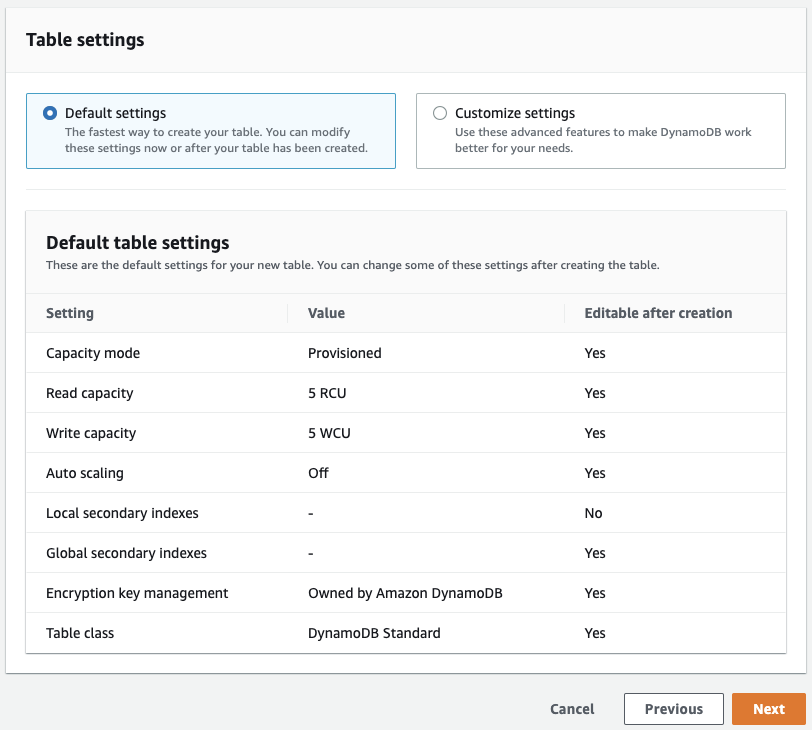 Table settings
Default settings
The fastest way to create your table. You can modify
these settings now or after your table has been created.
Customize settings
Use these advanced features to make DynamoDB work
better for your needs.
Default table settings
These are the default settings for your new table. You can change some of these settings after creating the table.
Setting Value Editable after creation
Capacity mode Provisioned Yes
Read capacity 5 RCU Yes
Write capacity 5 WCU Yes
Auto scaling Off Yes
Local secondary indexes - No
Global secondary indexes - Yes
Encryption key management Owned by Amazon DynamoDB Yes
Table class DynamoDB Standard Yes
Cancel Previous Next